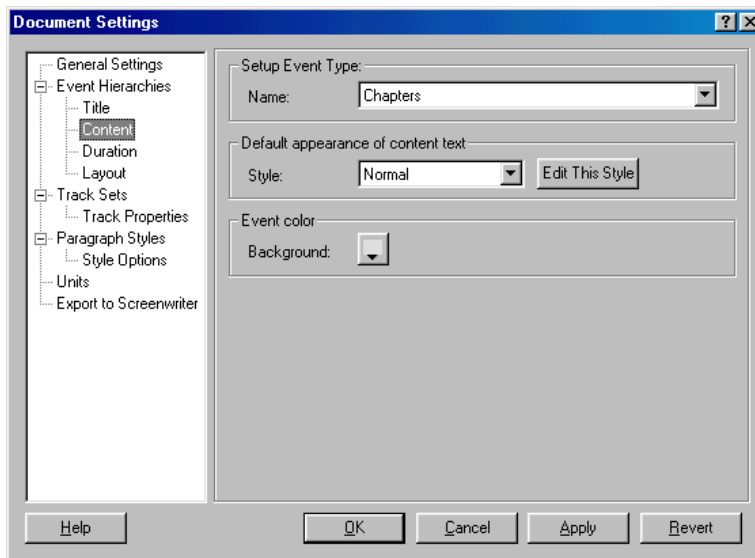 Document Settings
General Settings
Event Hierarchies
Title
Content
Duration
Layout
Track Sets
Track Properties
Paragraph Styles
Style Options
Units
Export to Screenwriter
Setup Event Type:
Name: Chapters
Default appearance of content text
Style: Normal Edit This Style
Event color
Background:
Help OK Cancel Apply Revert